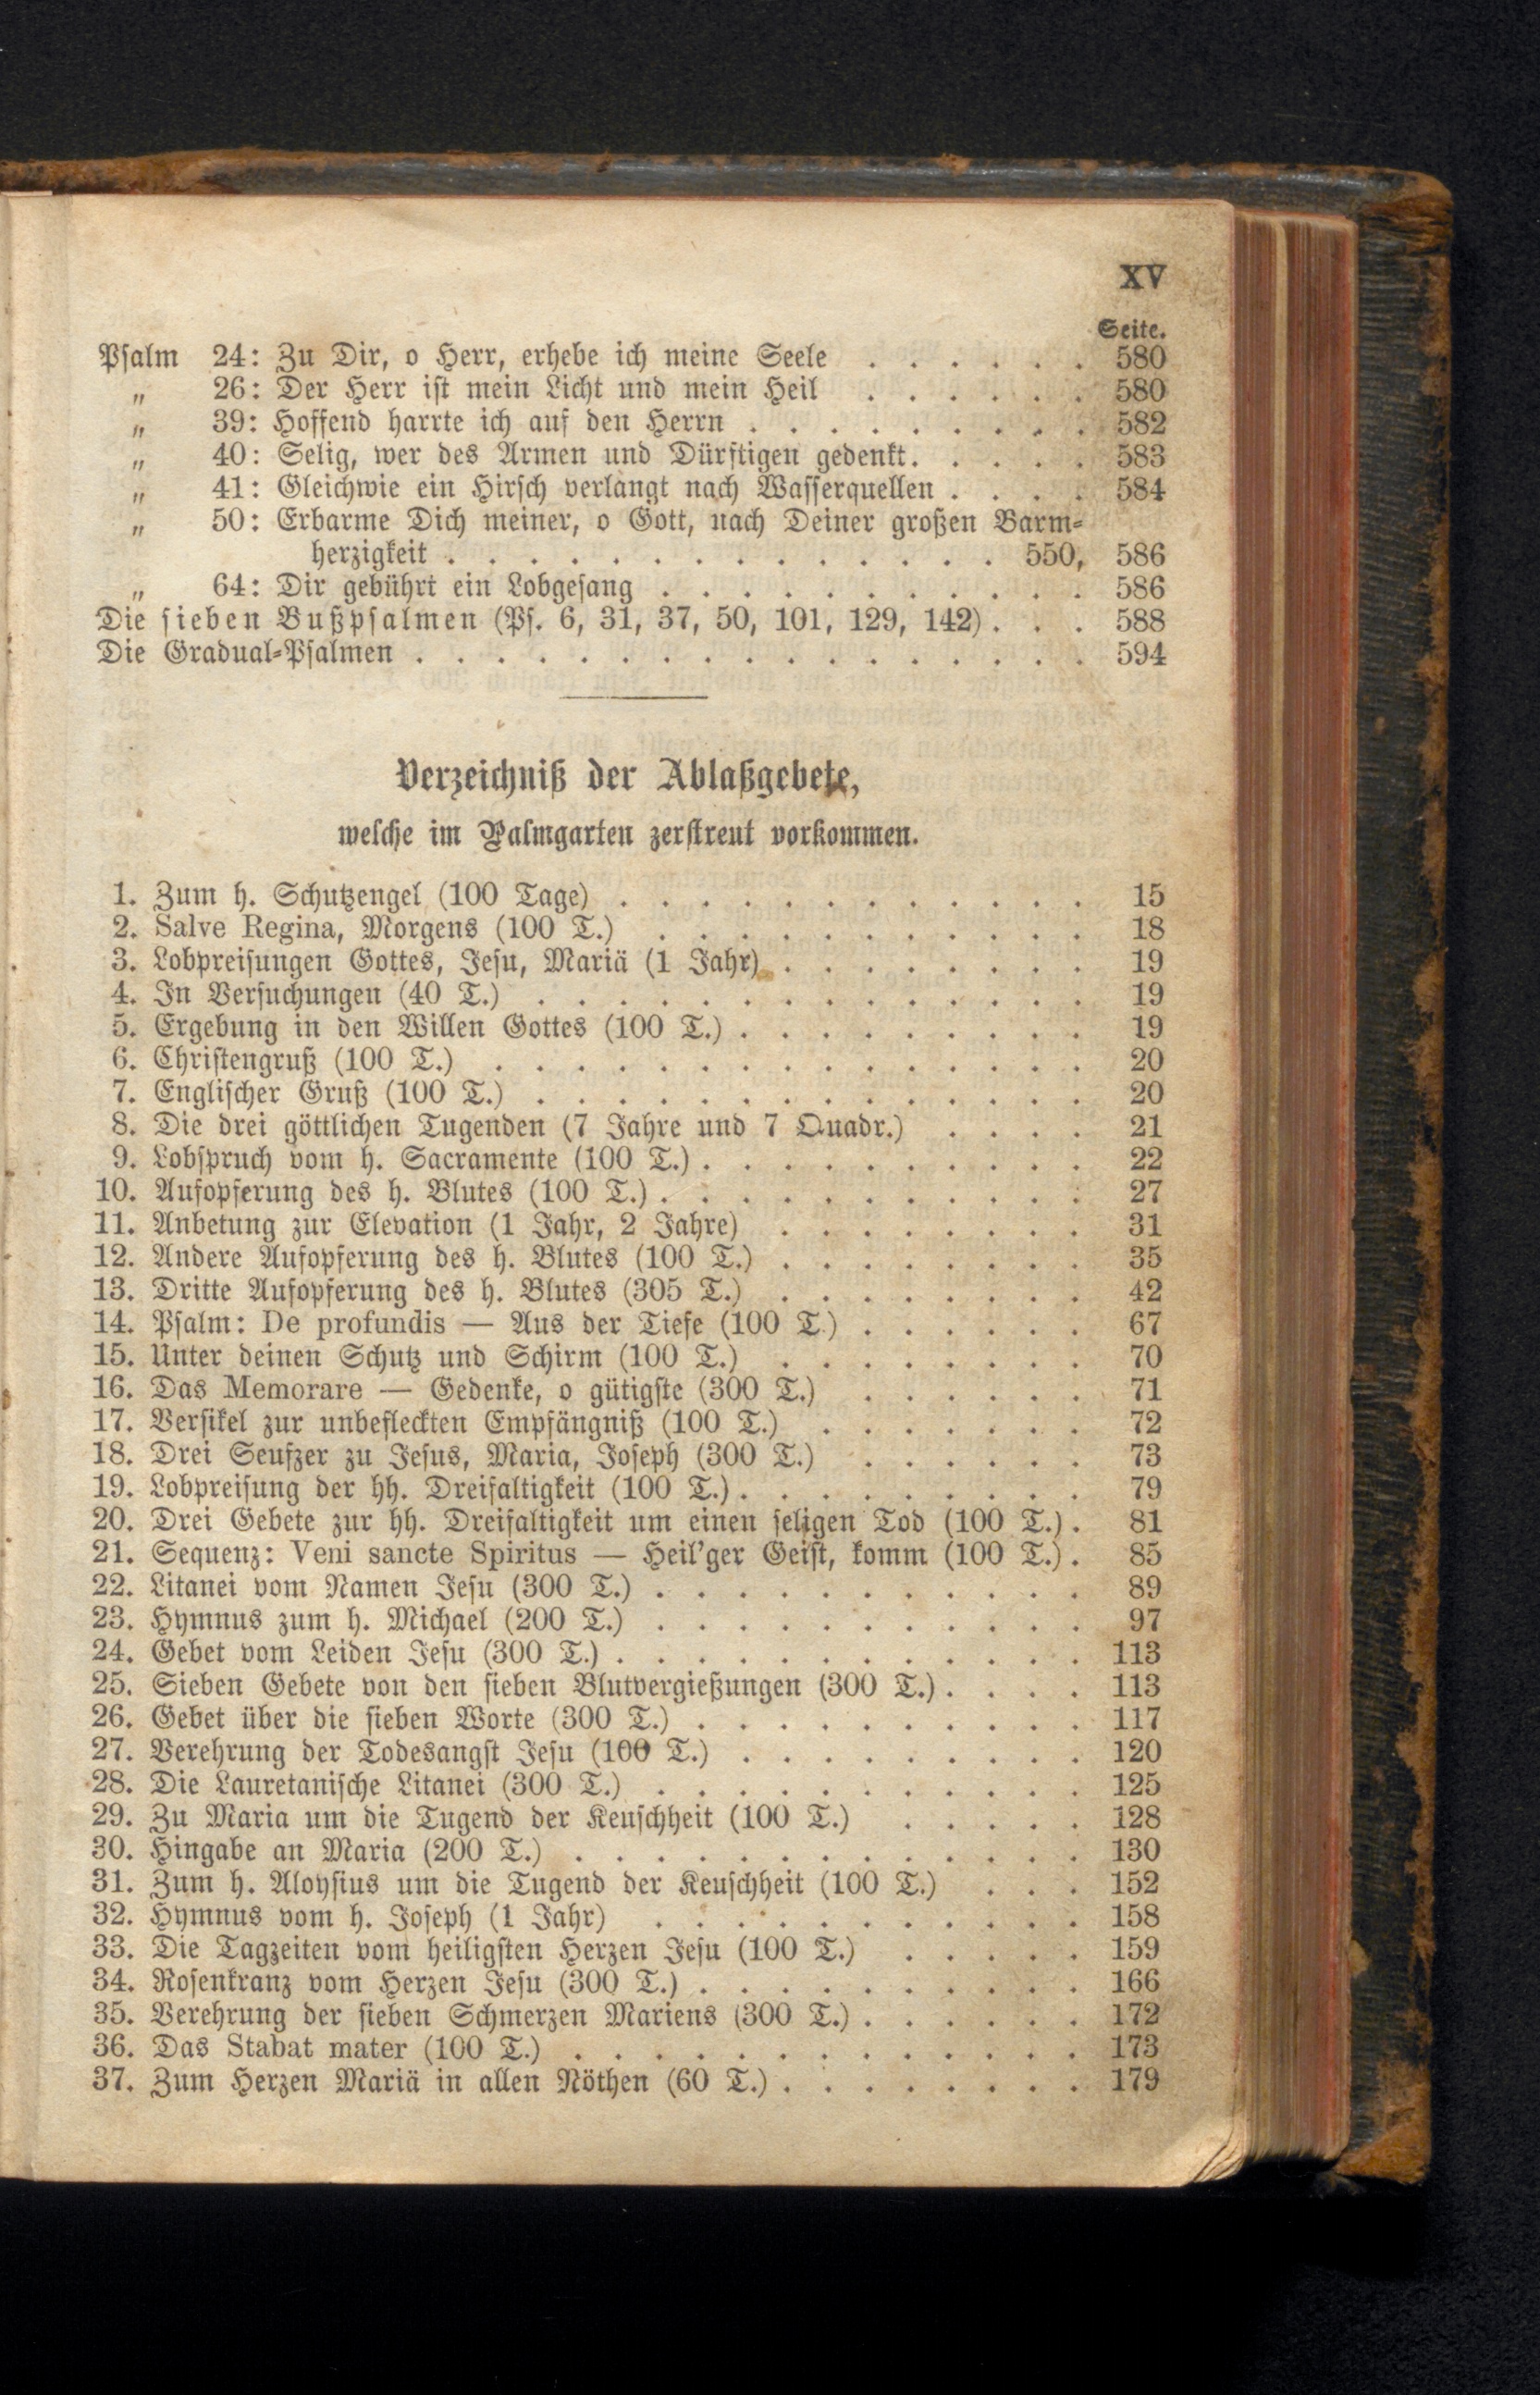 XV
Seite.
Psalm 24: Zu Dir, o Herr, erhebe ich meine Seele . . . . . . 580
„ 26: Der Herr ist mein Licht und mein Heil . . . . . . 580
„ 39: Hoffend harrte ich auf den Herrn . . . . . . . . . 582
„ 40: Selig, wer des Armen und Dürftigen gedenkt. . . . . 583
„ 41: Gleichwie ein Hirsch verlangt nach Wasserquellen . . . . 584
„ 50: Erbarme Dich meiner, o Gott, nach Deiner großen Barm-
herzigkeit . . . . . . . . . . . . . . 550, 586
„ 64: Dir gebührt ein Lobgesang . . . . . . . . . . . 586
Die sieben Bußpsalmen (Ps. 6, 31, 37, 50, 101, 129, 142). . . 588
Die Gradual-Psalmen . . . . . . . . . . . . . . . . . 594
Verzeichniß der Ablaßgebete,
welche im Palmgarten zerstreut vorkommen.
1. Zum h. Schutzengel (100 Tage) . . . . . . . . . . . . 15
2. Salve Regina, Morgens (100 T.) . . . . . . . . . . . 18
3. Lobpreisungen Gottes, Jesu, Mariä (1 Jahr) . . . . . . . . 19
4. In Versuchungen (40 T.) . . . . . . . . . . . . . . 19
5. Ergebung in den Willen Gottes (100 T.) . . . . . . . . . 19
6. Christengruß (100 T.) . . . . . . . . . . . . . . . 20
7. Englischer Gruß (100 T.) . . . . . . . . . . . . . . 20
8. Die drei göttlichen Tugenden (7 Jahre und 7 Quadr.) . . . . 21
9. Lobspruch vom h. Sacramente (100 T.) . . . . . . . . . . 22
10. Aufopferung des h. Blutes (100 T.) . . . . . . . . . . . 27
11. Anbetung zur Elevation (1 Jahr, 2 Jahre) . . . . . . . . 31
12. Andere Aufopferung des h. Blutes (100 T.) . . . . . . . . 35
13. Dritte Aufopferung des h. Blutes (305 T.) . . . . . . . . 42
14. Psalm: De profundis — Aus der Tiefe (100 T.) . . . . . . 67
15. Unter deinen Schutz und Schirm (100 T.) . . . . . . . . 70
16. Das Memorare — Gedenke, o gütigste (300 T.) . . . . . . 71
17. Versikel zur unbefleckten Empfängniß (100 T.) . . . . . . . 72
18. Drei Seufzer zu Jesus, Maria, Joseph (300 T.) . . . . . . 73
19. Lobpreisung der hh. Dreifaltigkeit (100 T.) . . . . . . . . . 79
20. Drei Gebete zur hh. Dreifaltigkeit um einen seligen Tod (100 T.) . 81
21. Sequenz: Veni sancte Spiritus — Heil'ger Geist, komm (100 T.) . 85
22. Litanei vom Namen Jesu (300 T.) . . . . . . . . . . . 89
23. Hymnus zum h. Michael (200 T.) . . . . . . . . . . . 97
24. Gebet vom Leiden Jesu (300 T.) . . . . . . . . . . . . 113
25. Sieben Gebete von den sieben Blutvergießungen (300 T.) . . . . 113
26. Gebet über die sieben Worte (300 T.) . . . . . . . . . . 117
27. Verehrung der Todesangst Jesu (100 T.) . . . . . . . . . 120
28. Die Lauretanische Litanei (300 T.) . . . . . . . . . . . 125
29. Zu Maria um die Tugend der Keuschheit (100 T.) . . . . . 128
30. Hingabe an Maria (200 T.) . . . . . . . . . . . . . 130
31. Zum h. Aloysius um die Tugend der Keuschheit (100 T.) . . . 152
32. Hymnus vom h. Joseph (1 Jahr) . . . . . . . . . . . 158
33. Die Tagzeiten vom heiligsten Herzen Jesu (100 T.) . . . . . 159
34. Rosenkranz vom Herzen Jesu (300 T.) . . . . . . . . . . 166
35. Verehrung der sieben Schmerzen Mariens (300 T.) . . . . . . 172
36. Das Stabat mater (100 T.) . . . . . . . . . . . . . 173
37. Zum Herzen Mariä in allen Nöthen (60 T.) . . . . . . . . 179